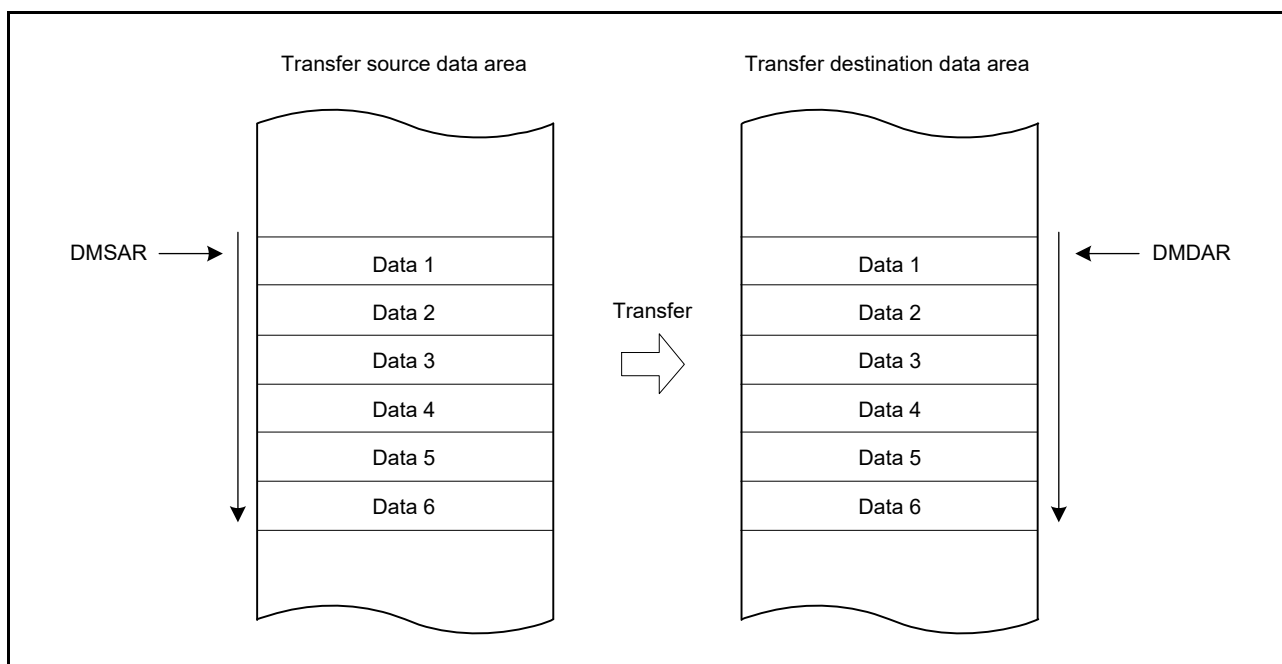 Transfer source data area
Transfer destination data area
DMSAR
Data 1
Data 2
Data 3
Data 4
Data 5
Data 6
Transfer
Data 1
Data 2
Data 3
Data 4
Data 5
Data 6
DMDAR